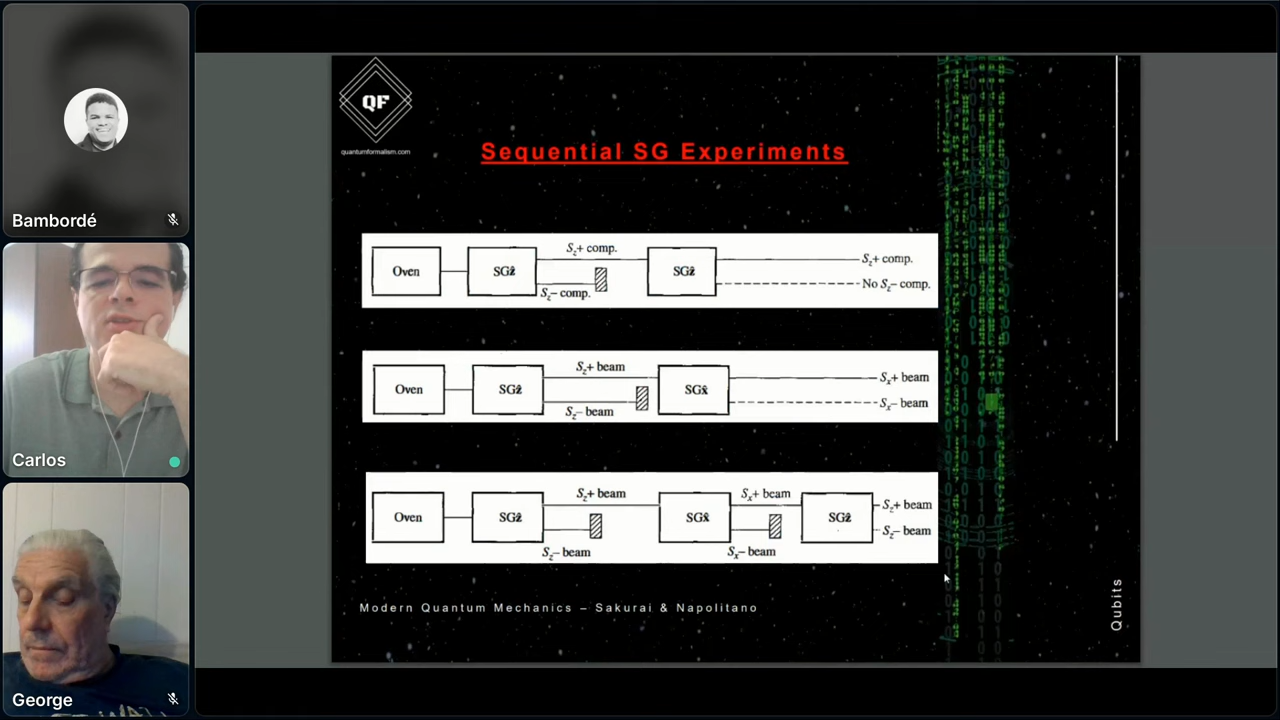 Bambordé
Carlos
George
QF
quantumformalism.com
Sequential SG Experiments
Oven
SGẑ
Sz+ comp.
Sz− comp.
SGẑ
Sz+ comp.
No Sz− comp.
Oven
SGẑ
Sz+ beam
Sz− beam
SGx̂
Sx+ beam
Sx− beam
Oven
SGẑ
Sz+ beam
Sz− beam
SGx̂
Sx+ beam
Sx− beam
SGẑ
Sz+ beam
Sz− beam
Modern Quantum Mechanics – Sakurai & Napolitano
Qubits